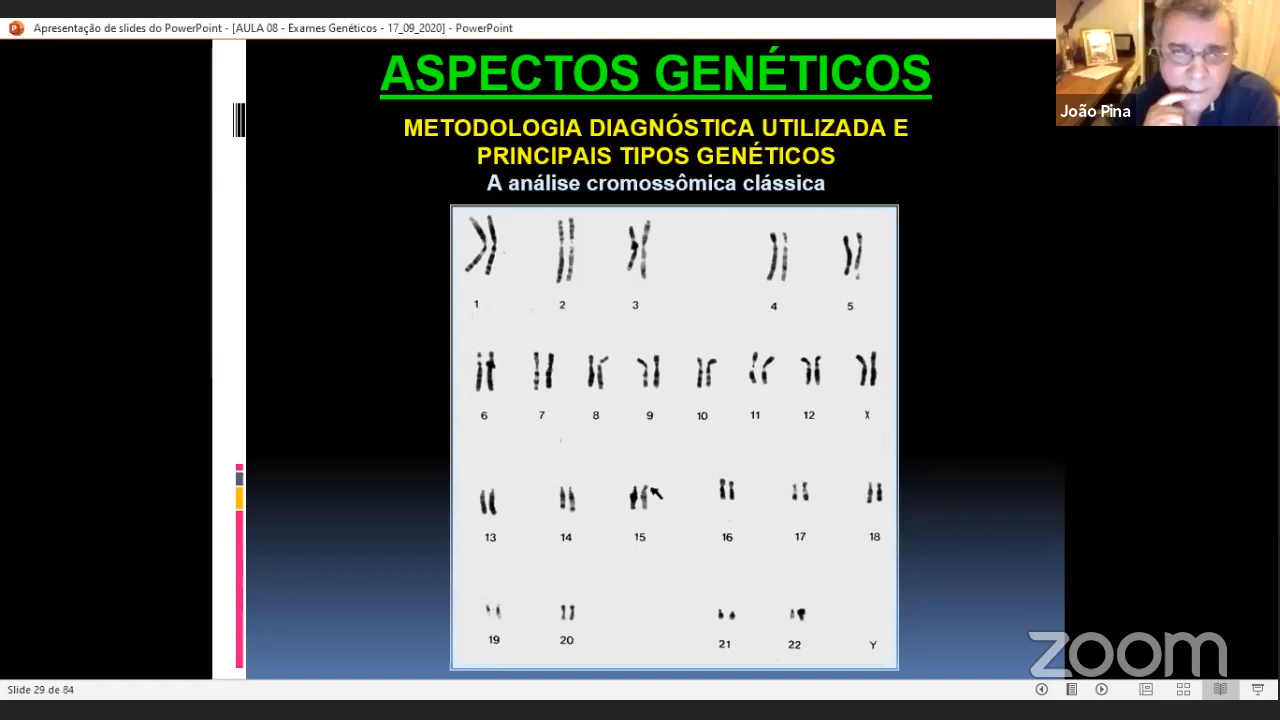 Apresentação de slides do PowerPoint - [AULA 08 - Exames Genéticos - 17_09_2020] - PowerPoint
João Pina
ASPECTOS GENÉTICOS
METODOLOGIA DIAGNÓSTICA UTILIZADA E
PRINCIPAIS TIPOS GENÉTICOS
A análise cromossômica clássica
1 2 3 4 5
6 7 8 9 10 11 12 X
13 14 15 16 17 18
19 20 21 22 Y
zoom
Slide 29 de 84